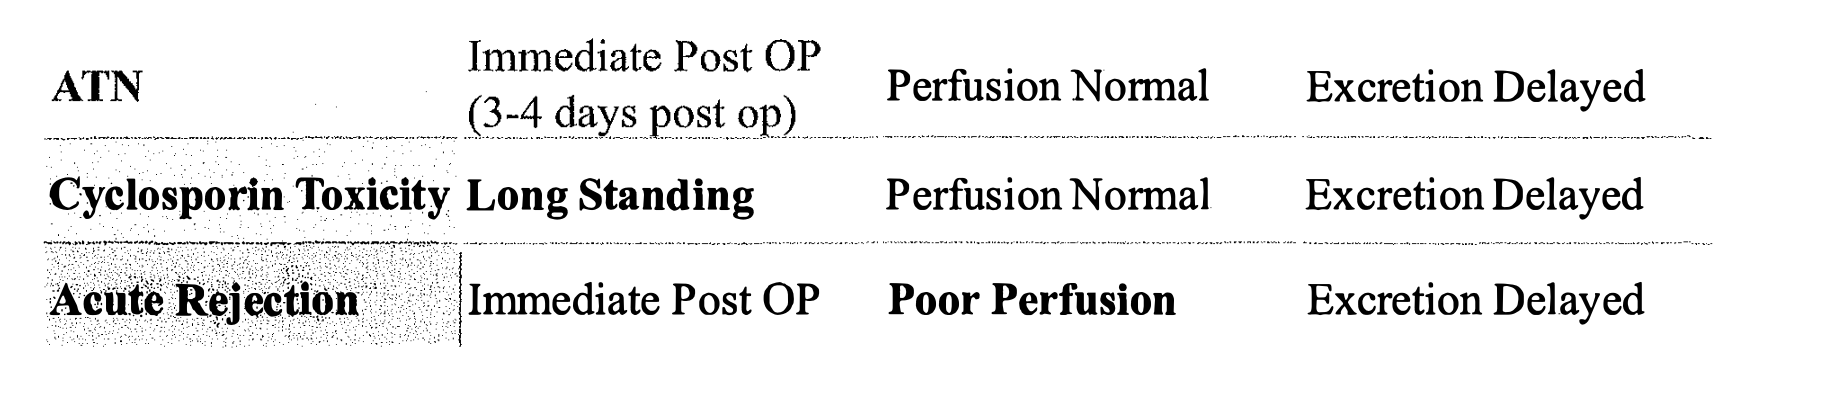 ATN Immediate Post OP (3-4 days post op) Perfusion Normal Excretion Delayed
Cyclosporin Toxicity Long Standing Perfusion Normal Excretion Delayed
Acute Rejection Immediate Post OP Poor Perfusion Excretion Delayed